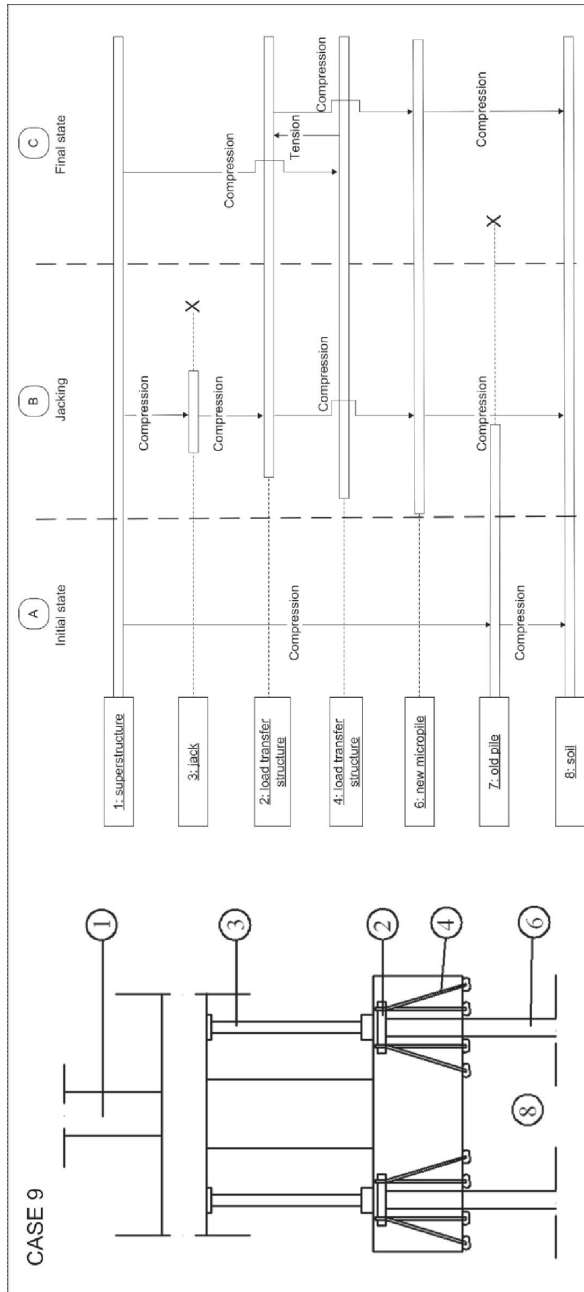 CASE 9
1
3
2
4
6
8
A
Initial state
B
Jacking
C
Final state
1: superstructure
3: jack
2: load transfer
structure
4: load transfer
structure
6: new micropile
7: old pile
8: soil
Compression
Compression
Compression
Compression
Compression
Compression
Compression
Tension
Compression
Compression
X
X